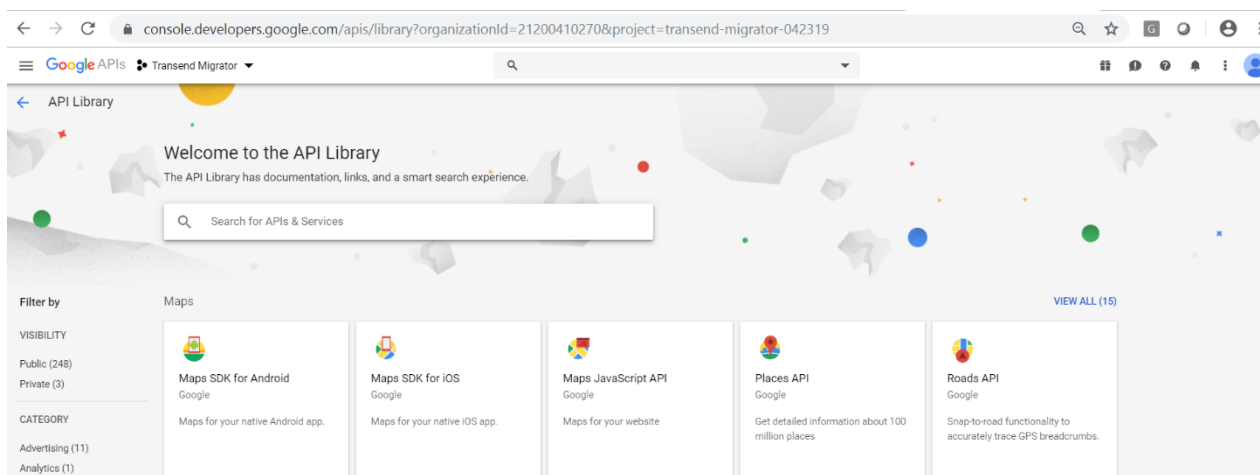 console.developers.google.com/apis/library?organizationId=21200410270&project=transend-migrator-042319
G
Google APIs Transend Migrator
API Library
Welcome to the API Library
The API Library has documentation, links, and a smart search experience.
Search for APIs & Services
Filter by
Maps
VIEW ALL (15)
VISIBILITY
Public (248)
Private (3)
CATEGORY
Advertising (11)
Analytics (1)
Maps SDK for Android
Google
Maps for your native Android app.
Maps SDK for iOS
Google
Maps for your native iOS app.
Maps JavaScript API
Google
Maps for your website
Places API
Google
Get detailed information about 100
million places
Roads API
Google
Snap-to-road functionality to
accurately trace GPS breadcrumbs.